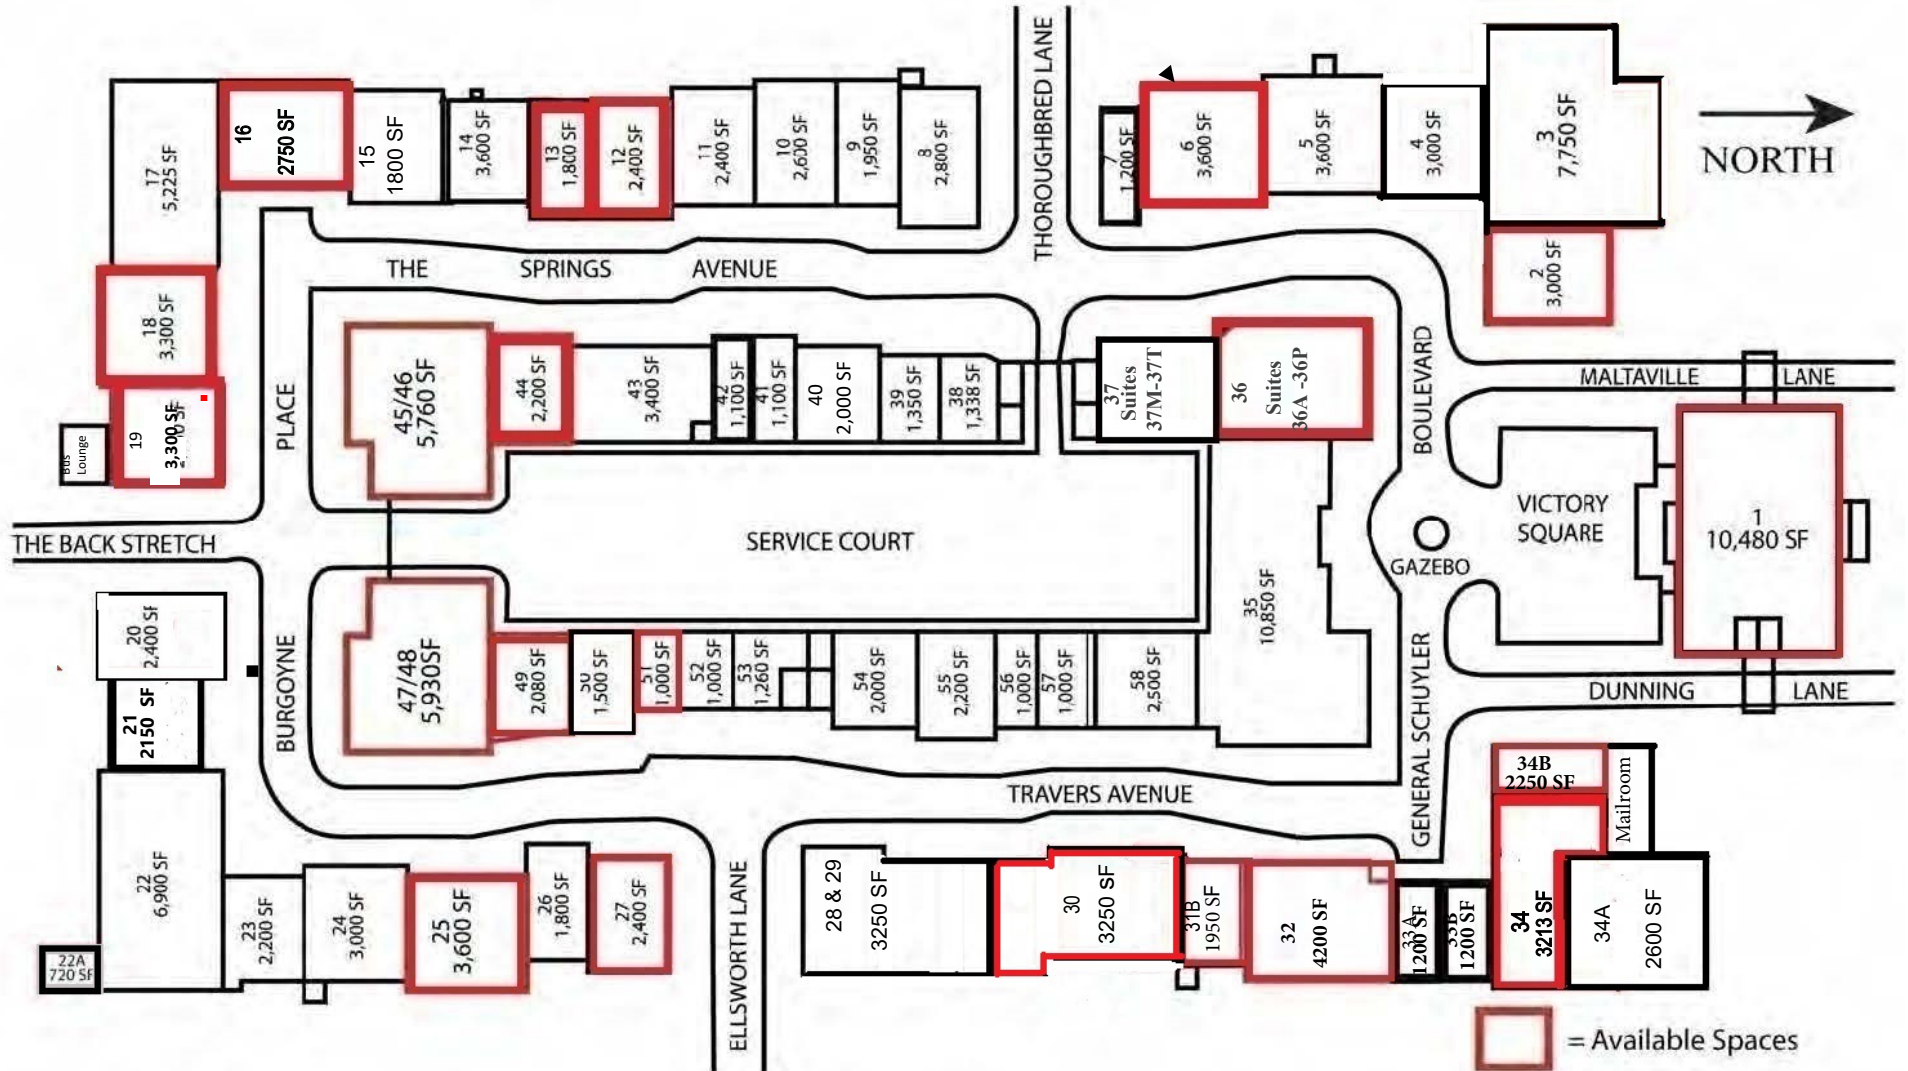 16
2750 SF
15
1800 SF
14
3,600 SF
13
1,800 SF
12
2,400 SF
11
2,400 SF
10
2,600 SF
9
1,950 SF
8
2,800 SF
17
5,225 SF
18
3,300 SF
19
3,300 SF
Bus
Lounge
THOROUGHBRED LANE
7
1,200 SF
6
3,600 SF
5
3,600 SF
4
3,000 SF
3
7,750 SF
2
3,000 SF
NORTH
THE SPRINGS AVENUE
45/46
5,760 SF
44
2,200 SF
43
3,400 SF
42
1,100 SF
41
1,100 SF
40
2,000 SF
39
1,350 SF
38
1,338 SF
37
Suites
37M-37T
36
Suites
36A -36P
BURGOYNE PLACE
THE BACK STRETCH
SERVICE COURT
GENERAL SCHUYLER BOULEVARD
MALTAVILLE LANE
VICTORY
SQUARE
GAZEBO
1
10,480 SF
DUNNING LANE
35
10,850 SF
47/48
5,930SF
49
2,080 SF
50
1,500 SF
51
1,000 SF
52
1,000 SF
53
1,260 SF
54
2,000 SF
55
2,200 SF
56
1,000 SF
57
1,000 SF
58
2,500 SF
20
2,400 SF
21
2150 SF
22
6,900 SF
22A
720 SF
23
2,200 SF
24
3,000 SF
25
3,600 SF
26
1,800 SF
27
2,400 SF
TRAVERS AVENUE
ELLSWORTH LANE
28 & 29
3250 SF
30
3250 SF
31B
1950 SF
32
4200 SF
33A
1200 SF
33B
1200 SF
34
3213 SF
34A
2600 SF
34B
2250 SF
Mailroom
= Available Spaces